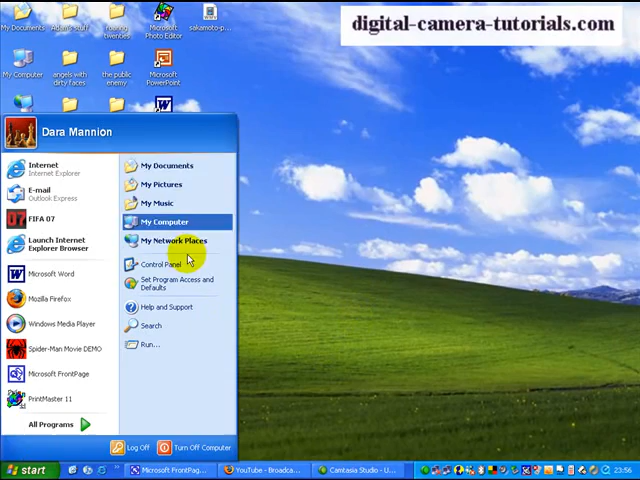 digital-camera-tutorials.com
My Documents
Adam's stuff
roaring twenties
Microsoft Photo Editor
sakamoto-p...
My Computer
angels with dirty faces
the public enemy
Microsoft PowerPoint
Dara Mannion
Internet
Internet Explorer
E-mail
Outlook Express
FIFA 07
Launch Internet Explorer Browser
Microsoft Word
Mozilla Firefox
Windows Media Player
Spider-Man Movie DEMO
Microsoft FrontPage
PrintMaster 11
All Programs
My Documents
My Pictures
My Music
My Computer
My Network Places
Control Panel
Set Program Access and Defaults
Help and Support
Search
Run...
Log Off
Turn Off Computer
start
Microsoft FrontPag...
YouTube - Broadca...
Camtasia Studio - U...
23:56